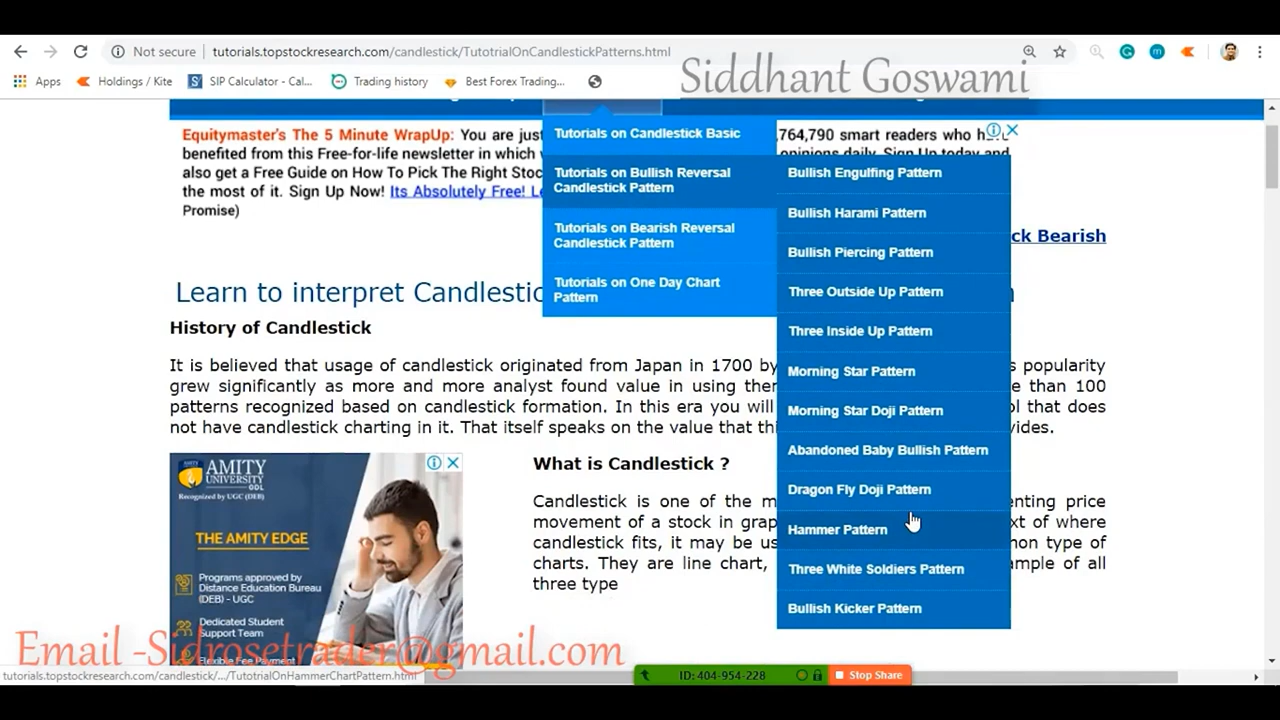 Not secure
tutorials.topstockresearch.com/candlestick/TutotrialOnCandlestickPatterns.html
Apps
Holdings / Kite
SIP Calculator - Cal...
Trading history
Best Forex Trading...
Siddhant Goswami
Equitymaster's The 5 Minute WrapUp: You are just
,764,790 smart readers who h
benefited from this Free-for-life newsletter in which
opinions daily. Sign Up today and
also get a Free Guide on How To Pick The Right Stoc
the most of it. Sign Up Now! Its Absolutely Free!
Promise)
Tutorials on Candlestick Basic
Tutorials on Bullish Reversal
Candlestick Pattern
Tutorials on Bearish Reversal
Candlestick Pattern
Tutorials on One Day Chart
Pattern
Bullish Engulfing Pattern
Bullish Harami Pattern
Bullish Piercing Pattern
Three Outside Up Pattern
Three Inside Up Pattern
Morning Star Pattern
Morning Star Doji Pattern
Abandoned Baby Bullish Pattern
Dragon Fly Doji Pattern
Hammer Pattern
Three White Soldiers Pattern
Bullish Kicker Pattern
ck Bearish
Learn to interpret Candlestic
History of Candlestick
It is believed that usage of candlestick originated from Japan in 1700 by
s popularity
grew significantly as more and more analyst found value in using the
re than 100
patterns recognized based on candlestick formation. In this era you will
ol that does
not have candlestick charting in it. That itself speaks on the value that thi
vides.
AMITY
UNIVERSITY
ODL
Recognized by UGC (DEB)
THE AMITY EDGE
Programs approved by
Distance Education Bureau
(DEB) - UGC
Dedicated Student
Support Team
Flexible Fee Payment
What is Candlestick ?
Candlestick is one of the m
enting price
movement of a stock in grap
xt of where
candlestick fits, it may be us
non type of
charts. They are line chart,
ample of all
three type
Email -Sidrosetrader@gmail.com
tutorials.topstockresearch.com/candlestick/.../TutotrialOnHammerChartPattern.html
ID: 404-954-228
Stop Share